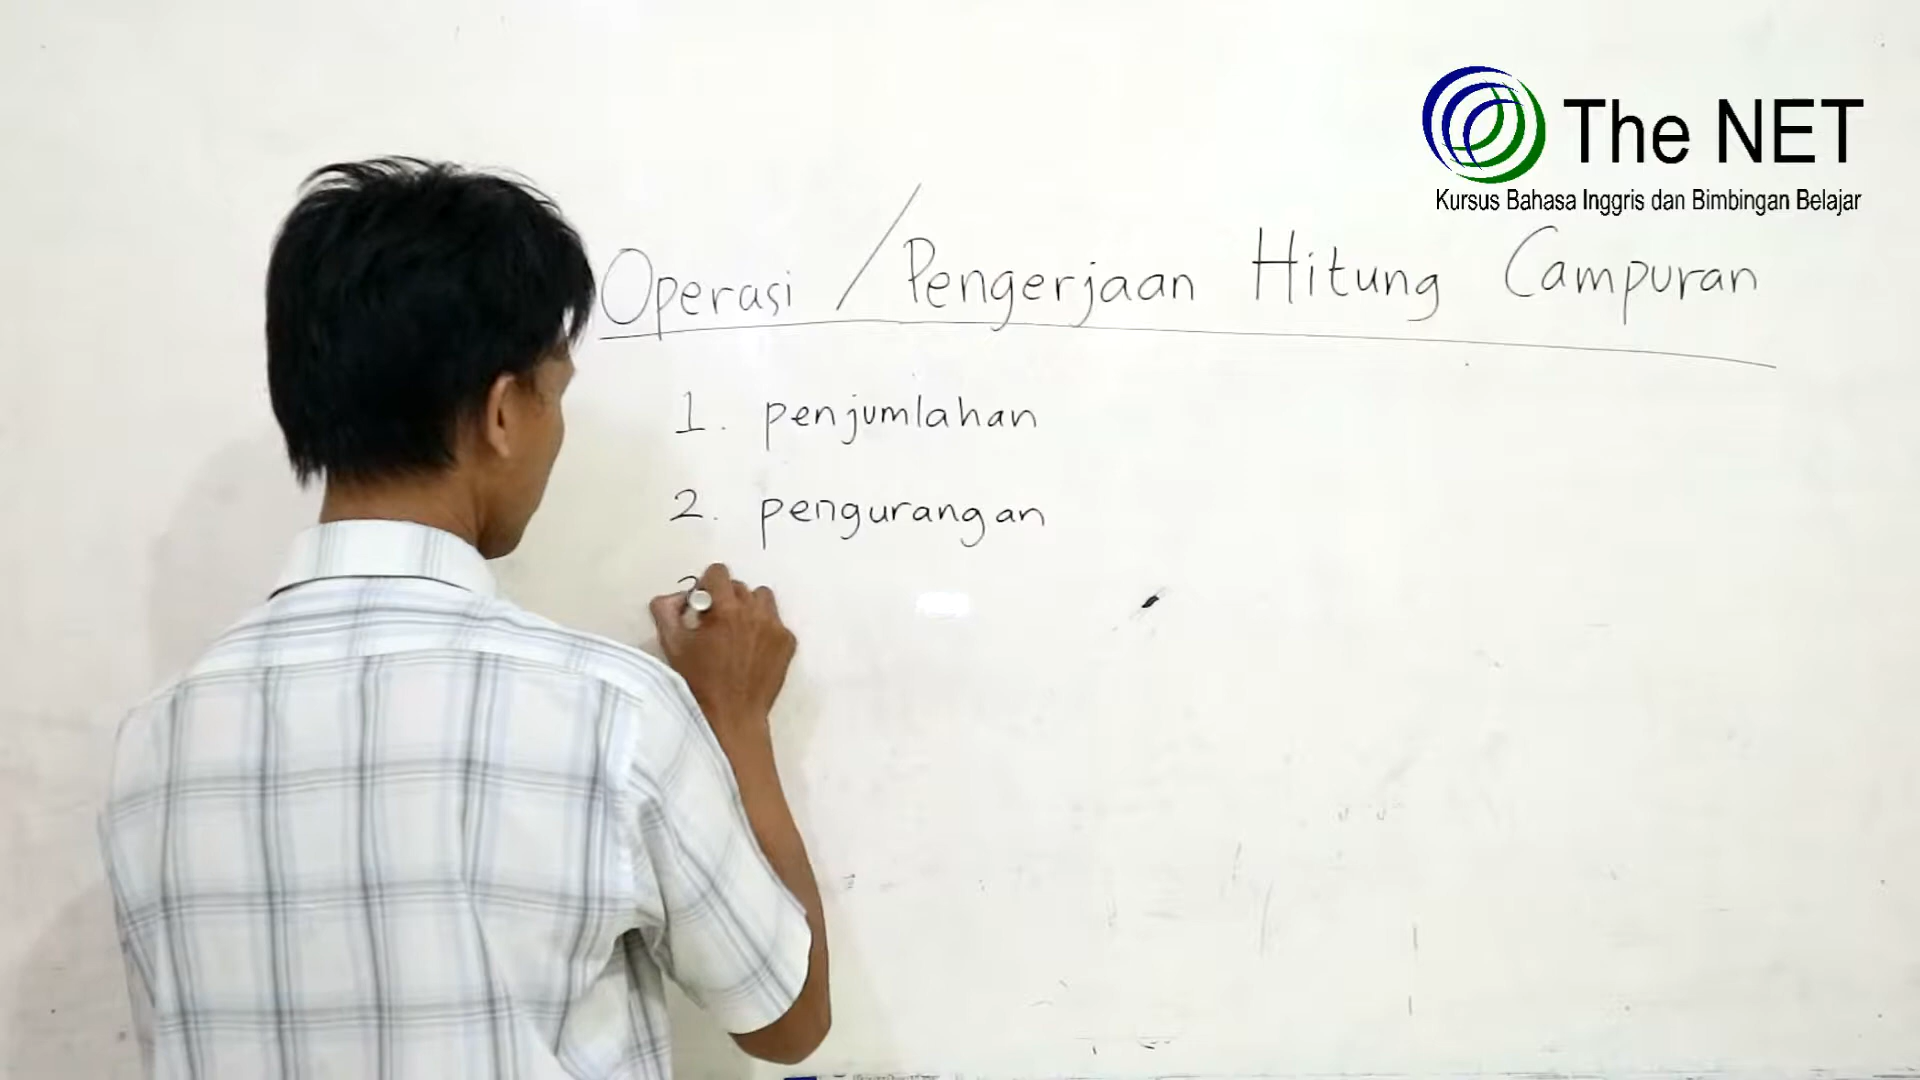 The NET
Kursus Bahasa Inggris dan Bimbingan Belajar
Operasi / Pengerjaan Hitung Campuran
1. penjumlahan
2. pengurangan